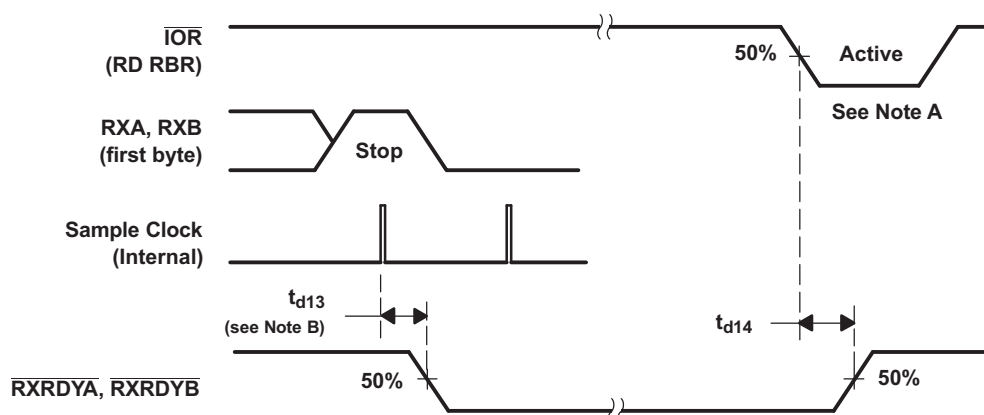 IOR
(RD RBR)
50%
Active
See Note A
RXA, RXB
(first byte)
Stop
Sample Clock
(Internal)
td13
(see Note B)
td14
RXRDYA, RXRDYB
50%
50%